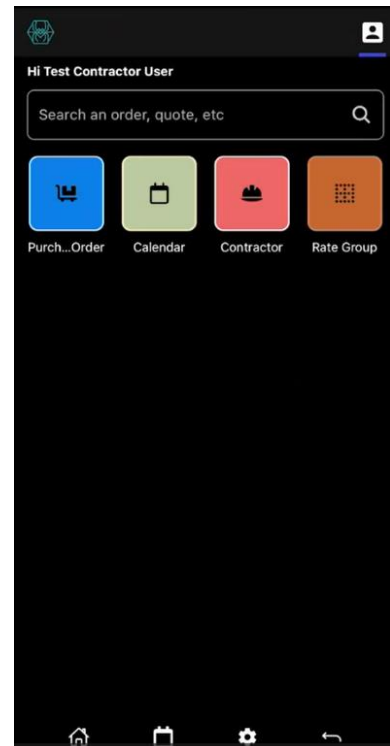 Hi Test Contractor User
Search an order, quote, etc
Purch...Order Calendar Contractor Rate Group